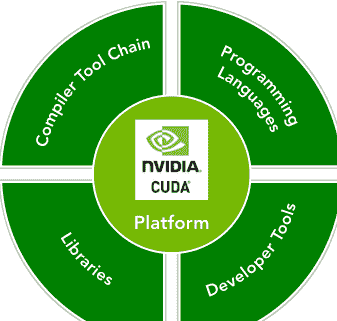 Compiler Tool Chain
Programming
Languages
NVIDIA®
CUDA®
Platform
Libraries
Developer Tools